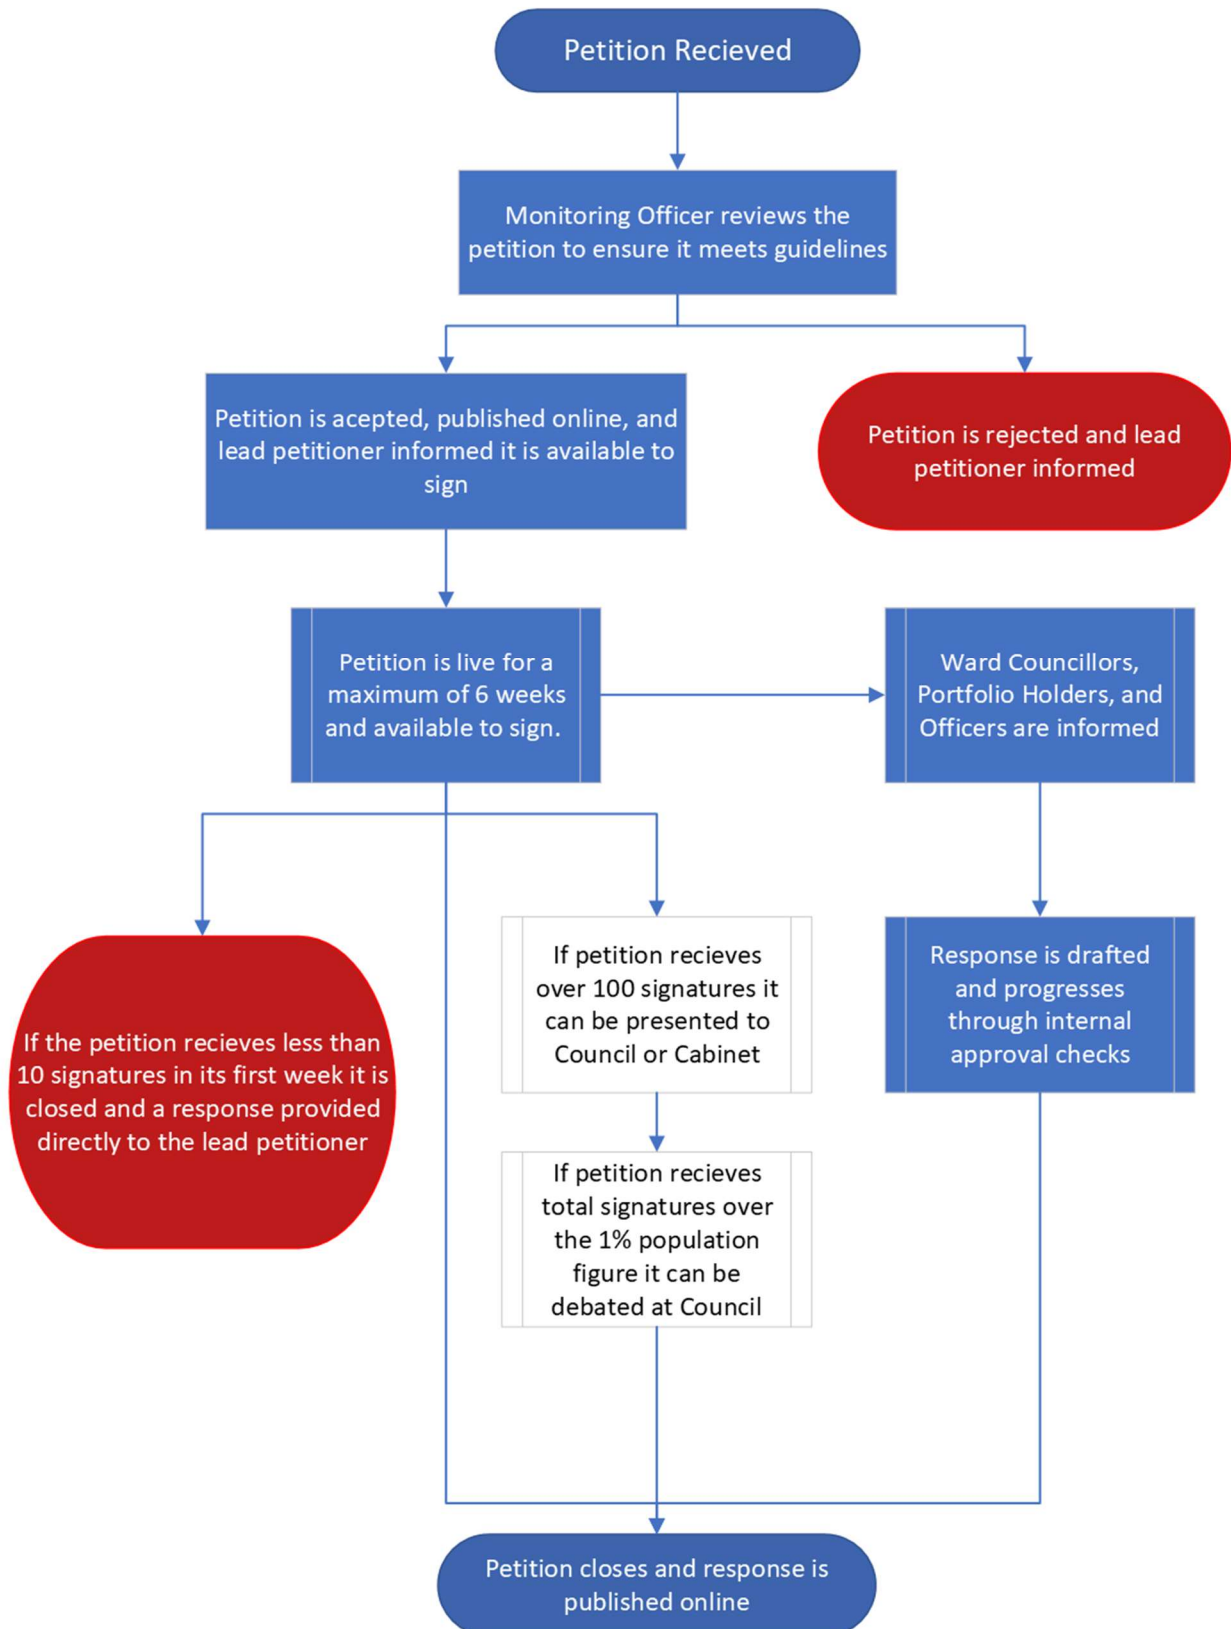 Petition Recieved
Monitoring Officer reviews the
petition to ensure it meets guidelines
Petition is acepted, published online, and
lead petitioner informed it is available to
sign
Petition is rejected and lead
petitioner informed
Petition is live for a
maximum of 6 weeks
and available to sign.
Ward Councillors,
Portfolio Holders, and
Officers are informed
If the petition recieves less than
10 signatures in its first week it is
closed and a response provided
directly to the lead petitioner
If petition recieves
over 100 signatures it
can be presented to
Council or Cabinet
Response is drafted
and progresses
through internal
approval checks
If petition recieves
total signatures over
the 1% population
figure it can be
debated at Council
Petition closes and response is
published online